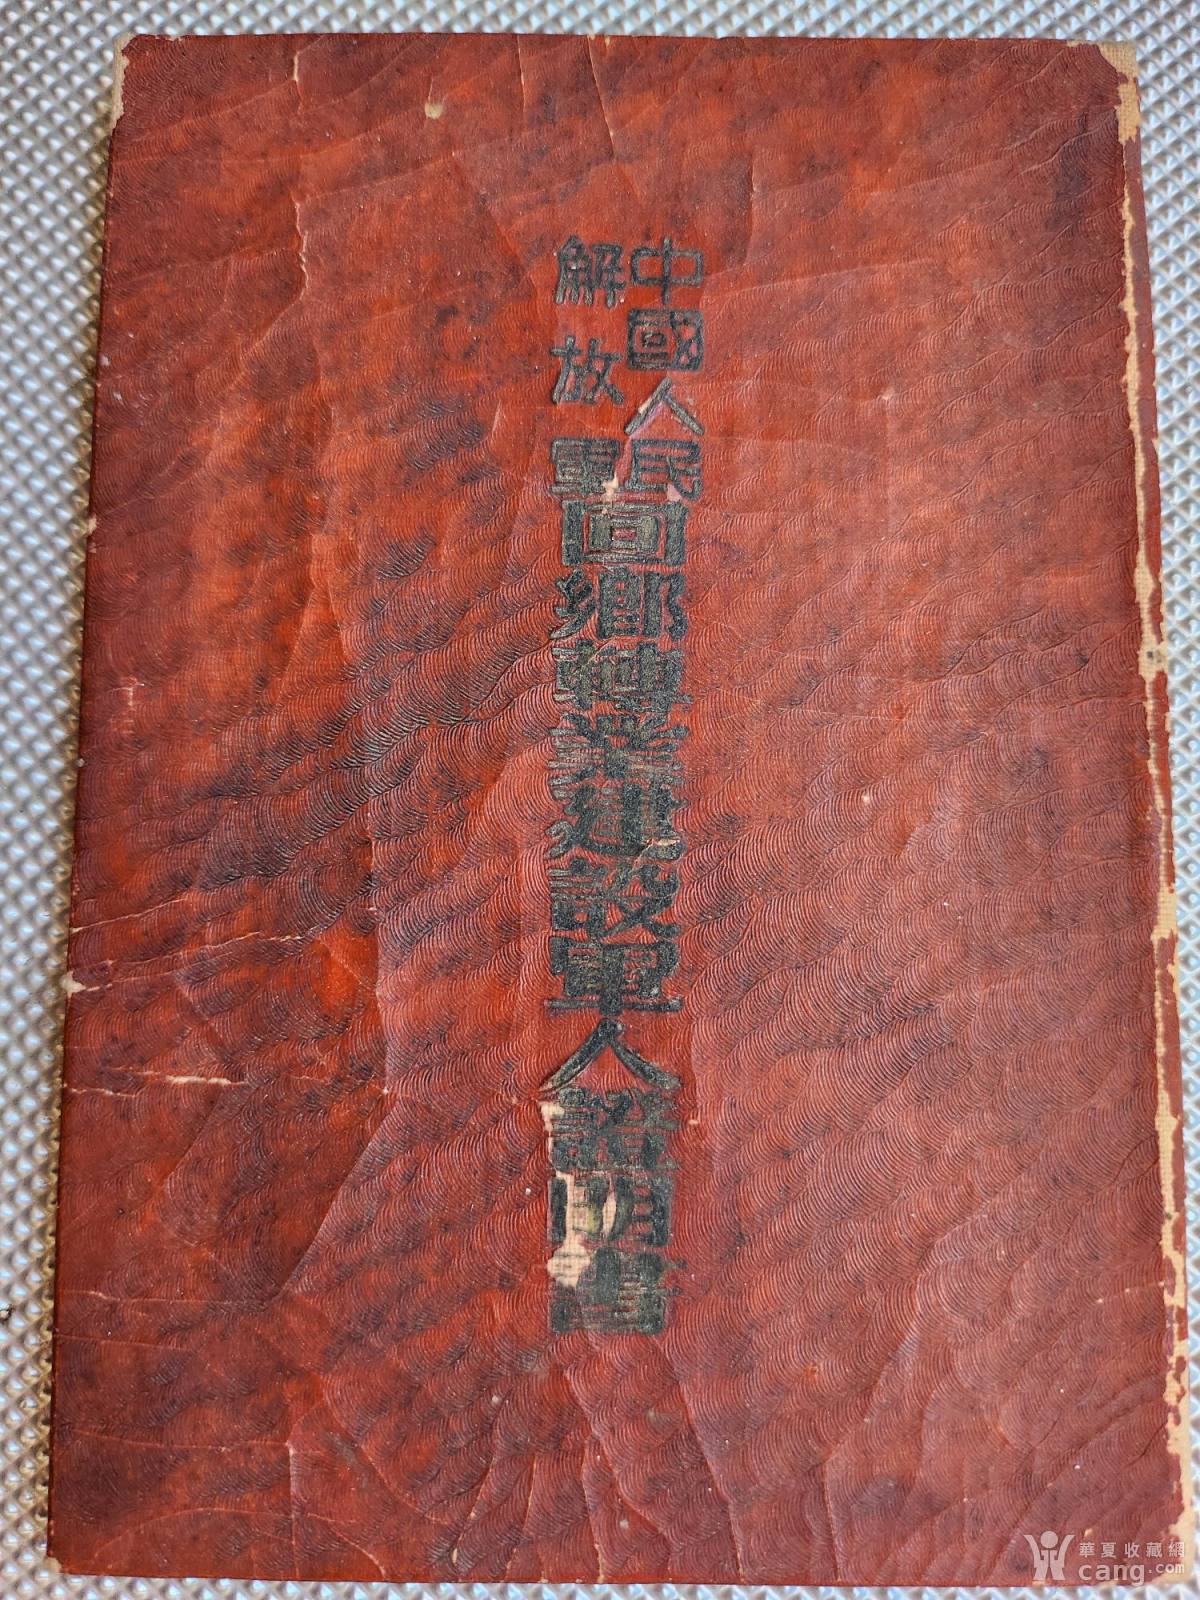 中國人民
解放軍
回鄉轉業建設軍人證明書
華夏收藏網
cang.com